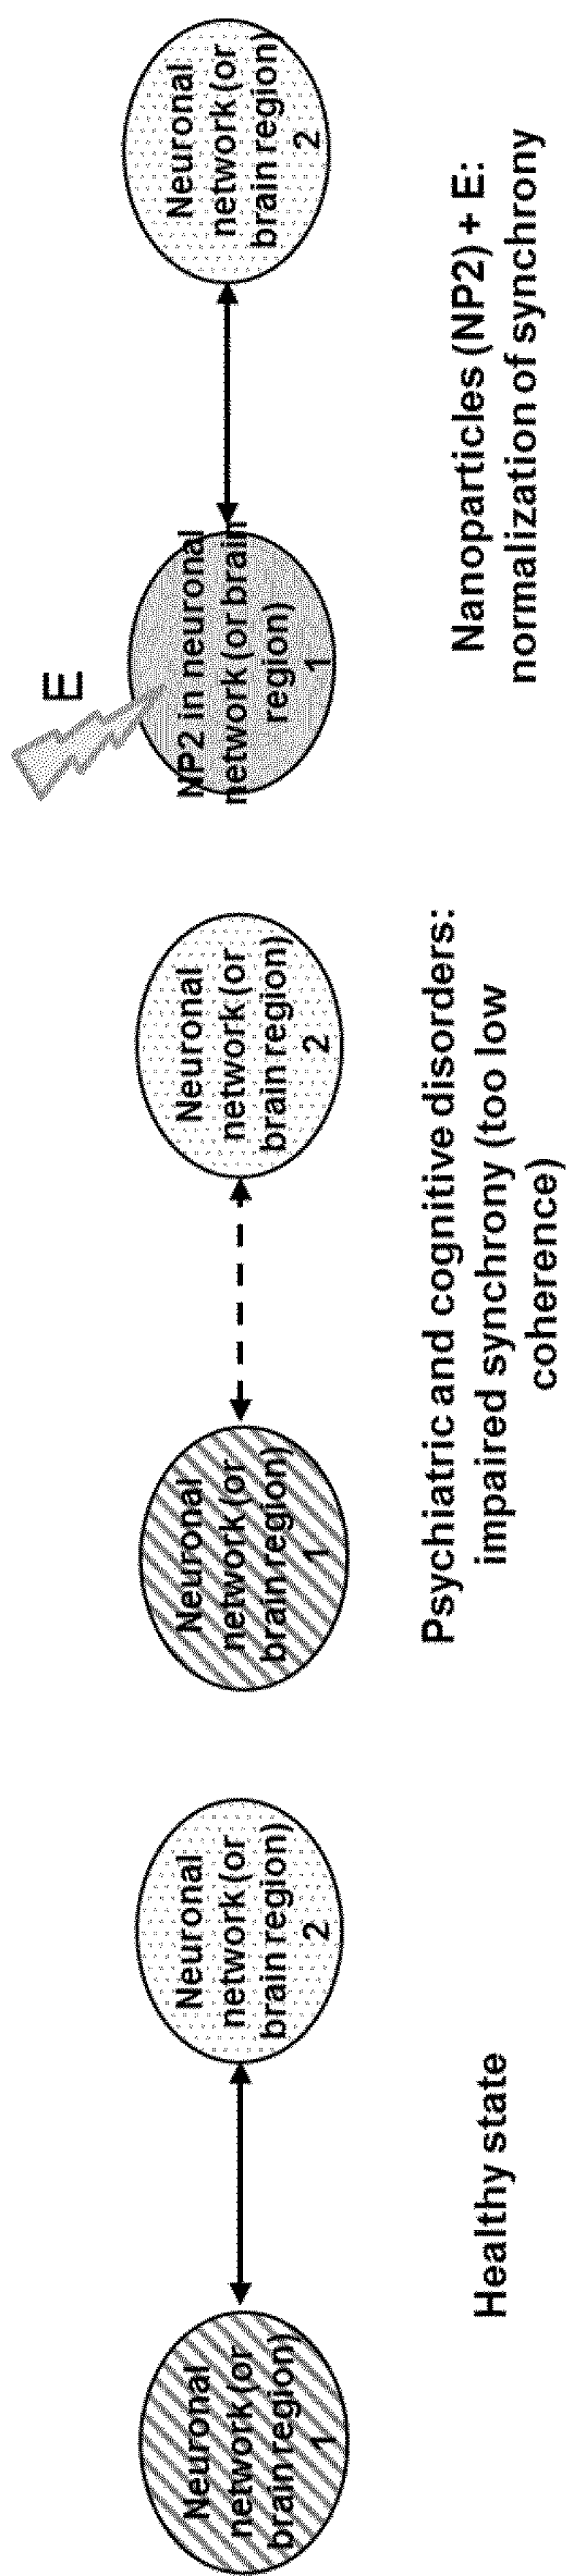 Neuronal
network (or
brain region)
1
Neuronal
network (or
brain region)
2
Healthy state
Neuronal
network (or
brain region)
1
Neuronal
network (or
brain region)
2
Psychiatric and cognitive disorders:
impaired synchrony (too low
coherence)
E
NP2 in neuronal
network (or brain
region)
1
Neuronal
network (or
brain region)
2
Nanoparticles (NP2) + E:
normalization of synchrony